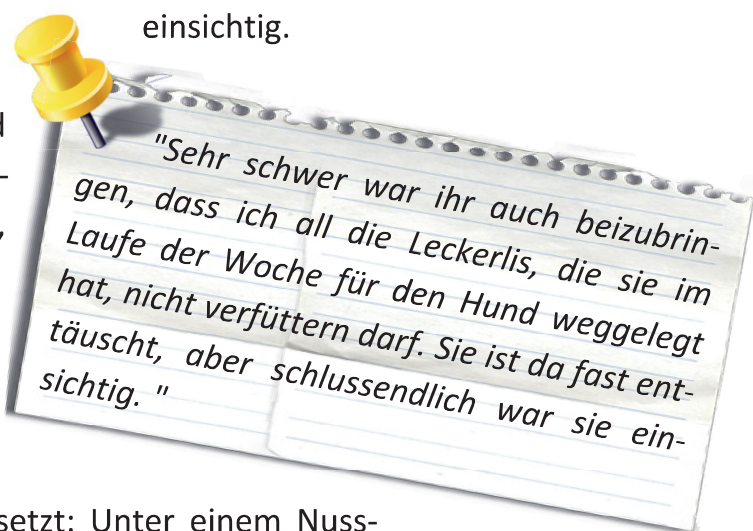 einsichtig.
d
–
,
"Sehr schwer war ihr auch beizubrin-
gen, dass ich all die Leckerlis, die sie im
Laufe der Woche für den Hund weggelegt
hat, nicht verfüttern darf. Sie ist da fast ent-
täuscht, aber schlussendlich war sie ein-
sichtig. "
setzt: Unter einem Nuss-